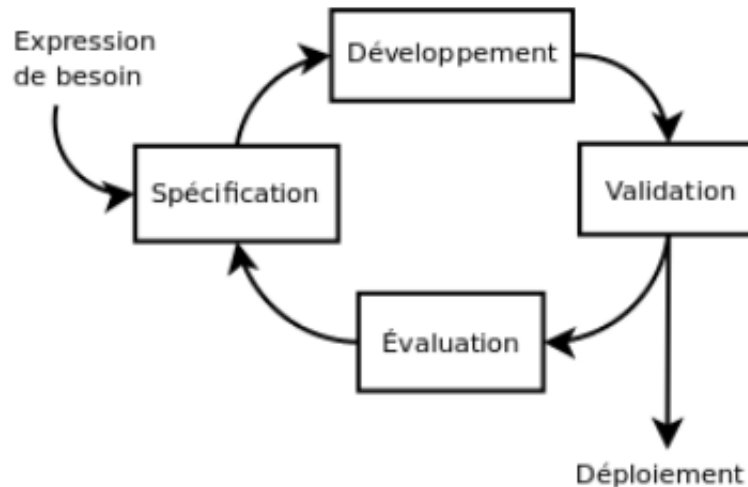 Expression
de besoin
Développement
Spécification
Validation
Évaluation
Déploiement